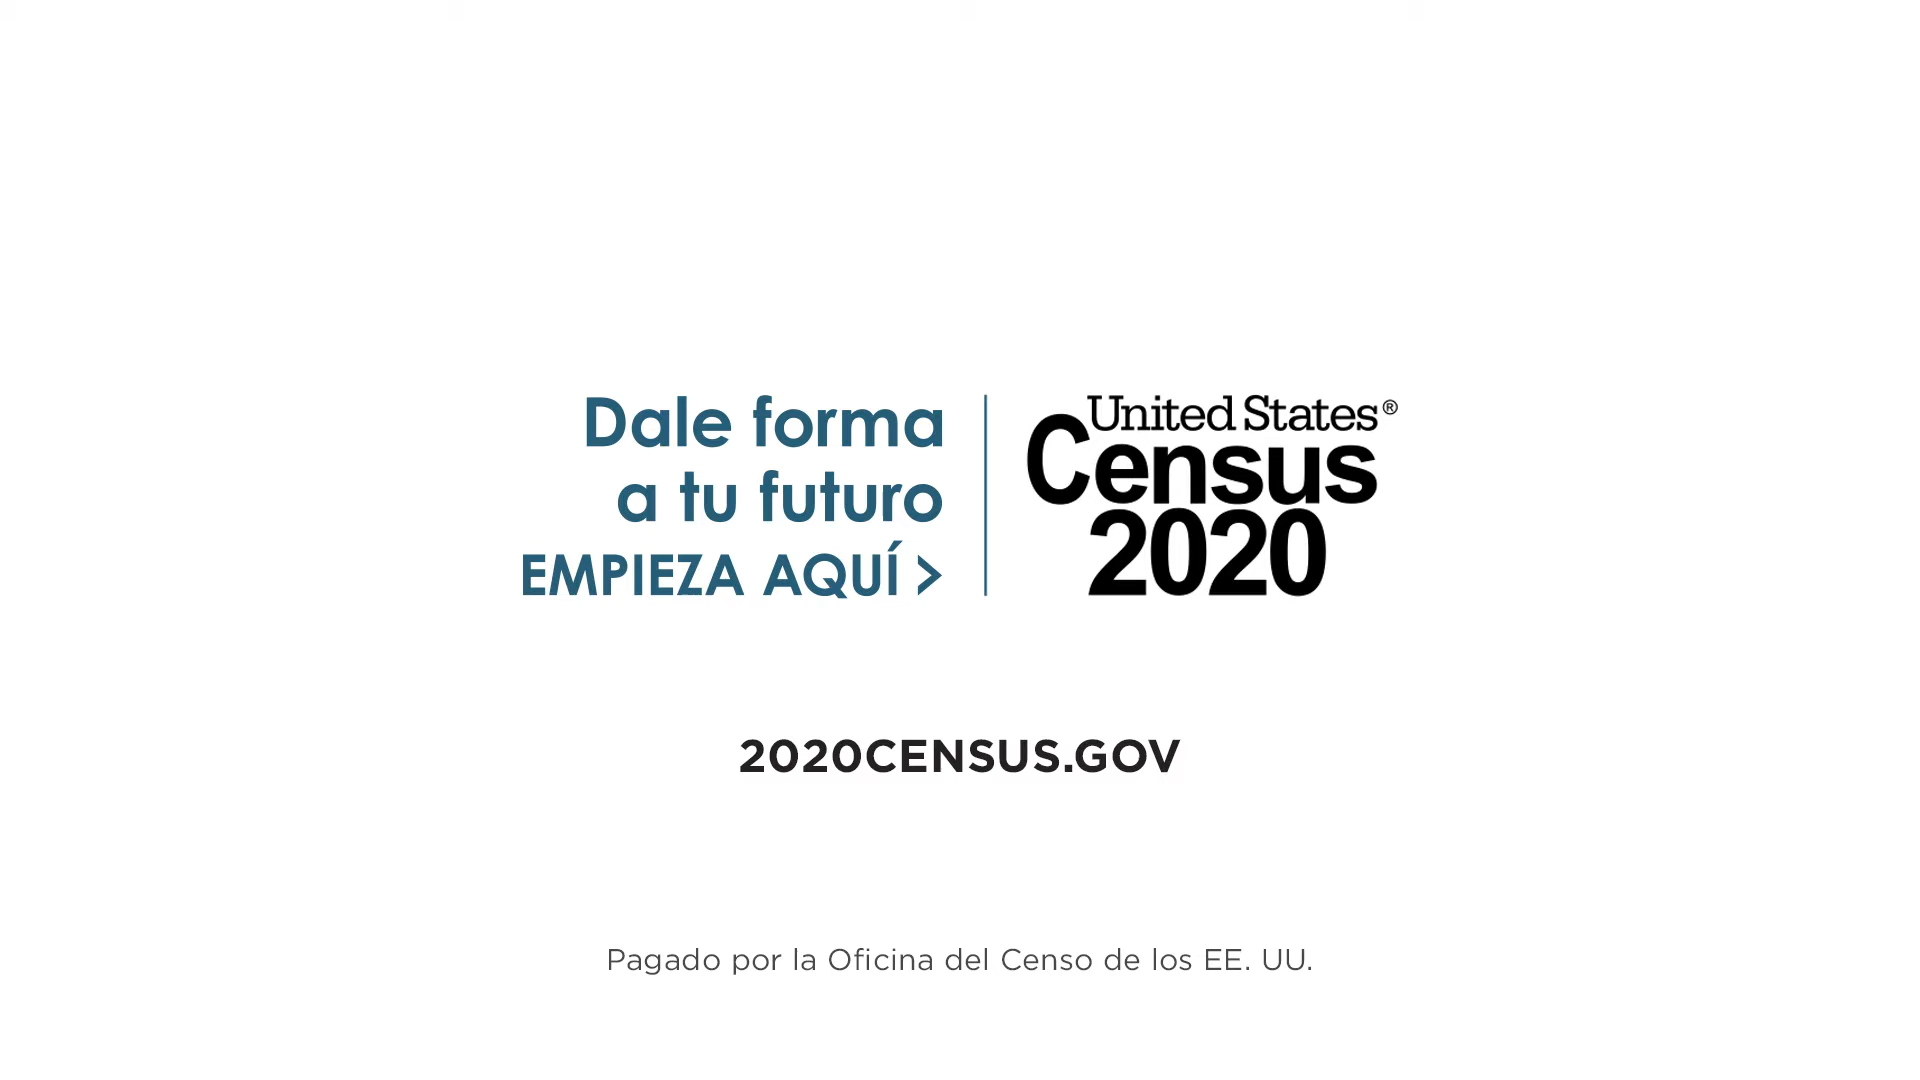 Dale forma
a tu futuro
EMPIEZA AQUÍ >
United States®
Census
2020
2020CENSUS.GOV
Pagado por la Oficina del Censo de los EE. UU.